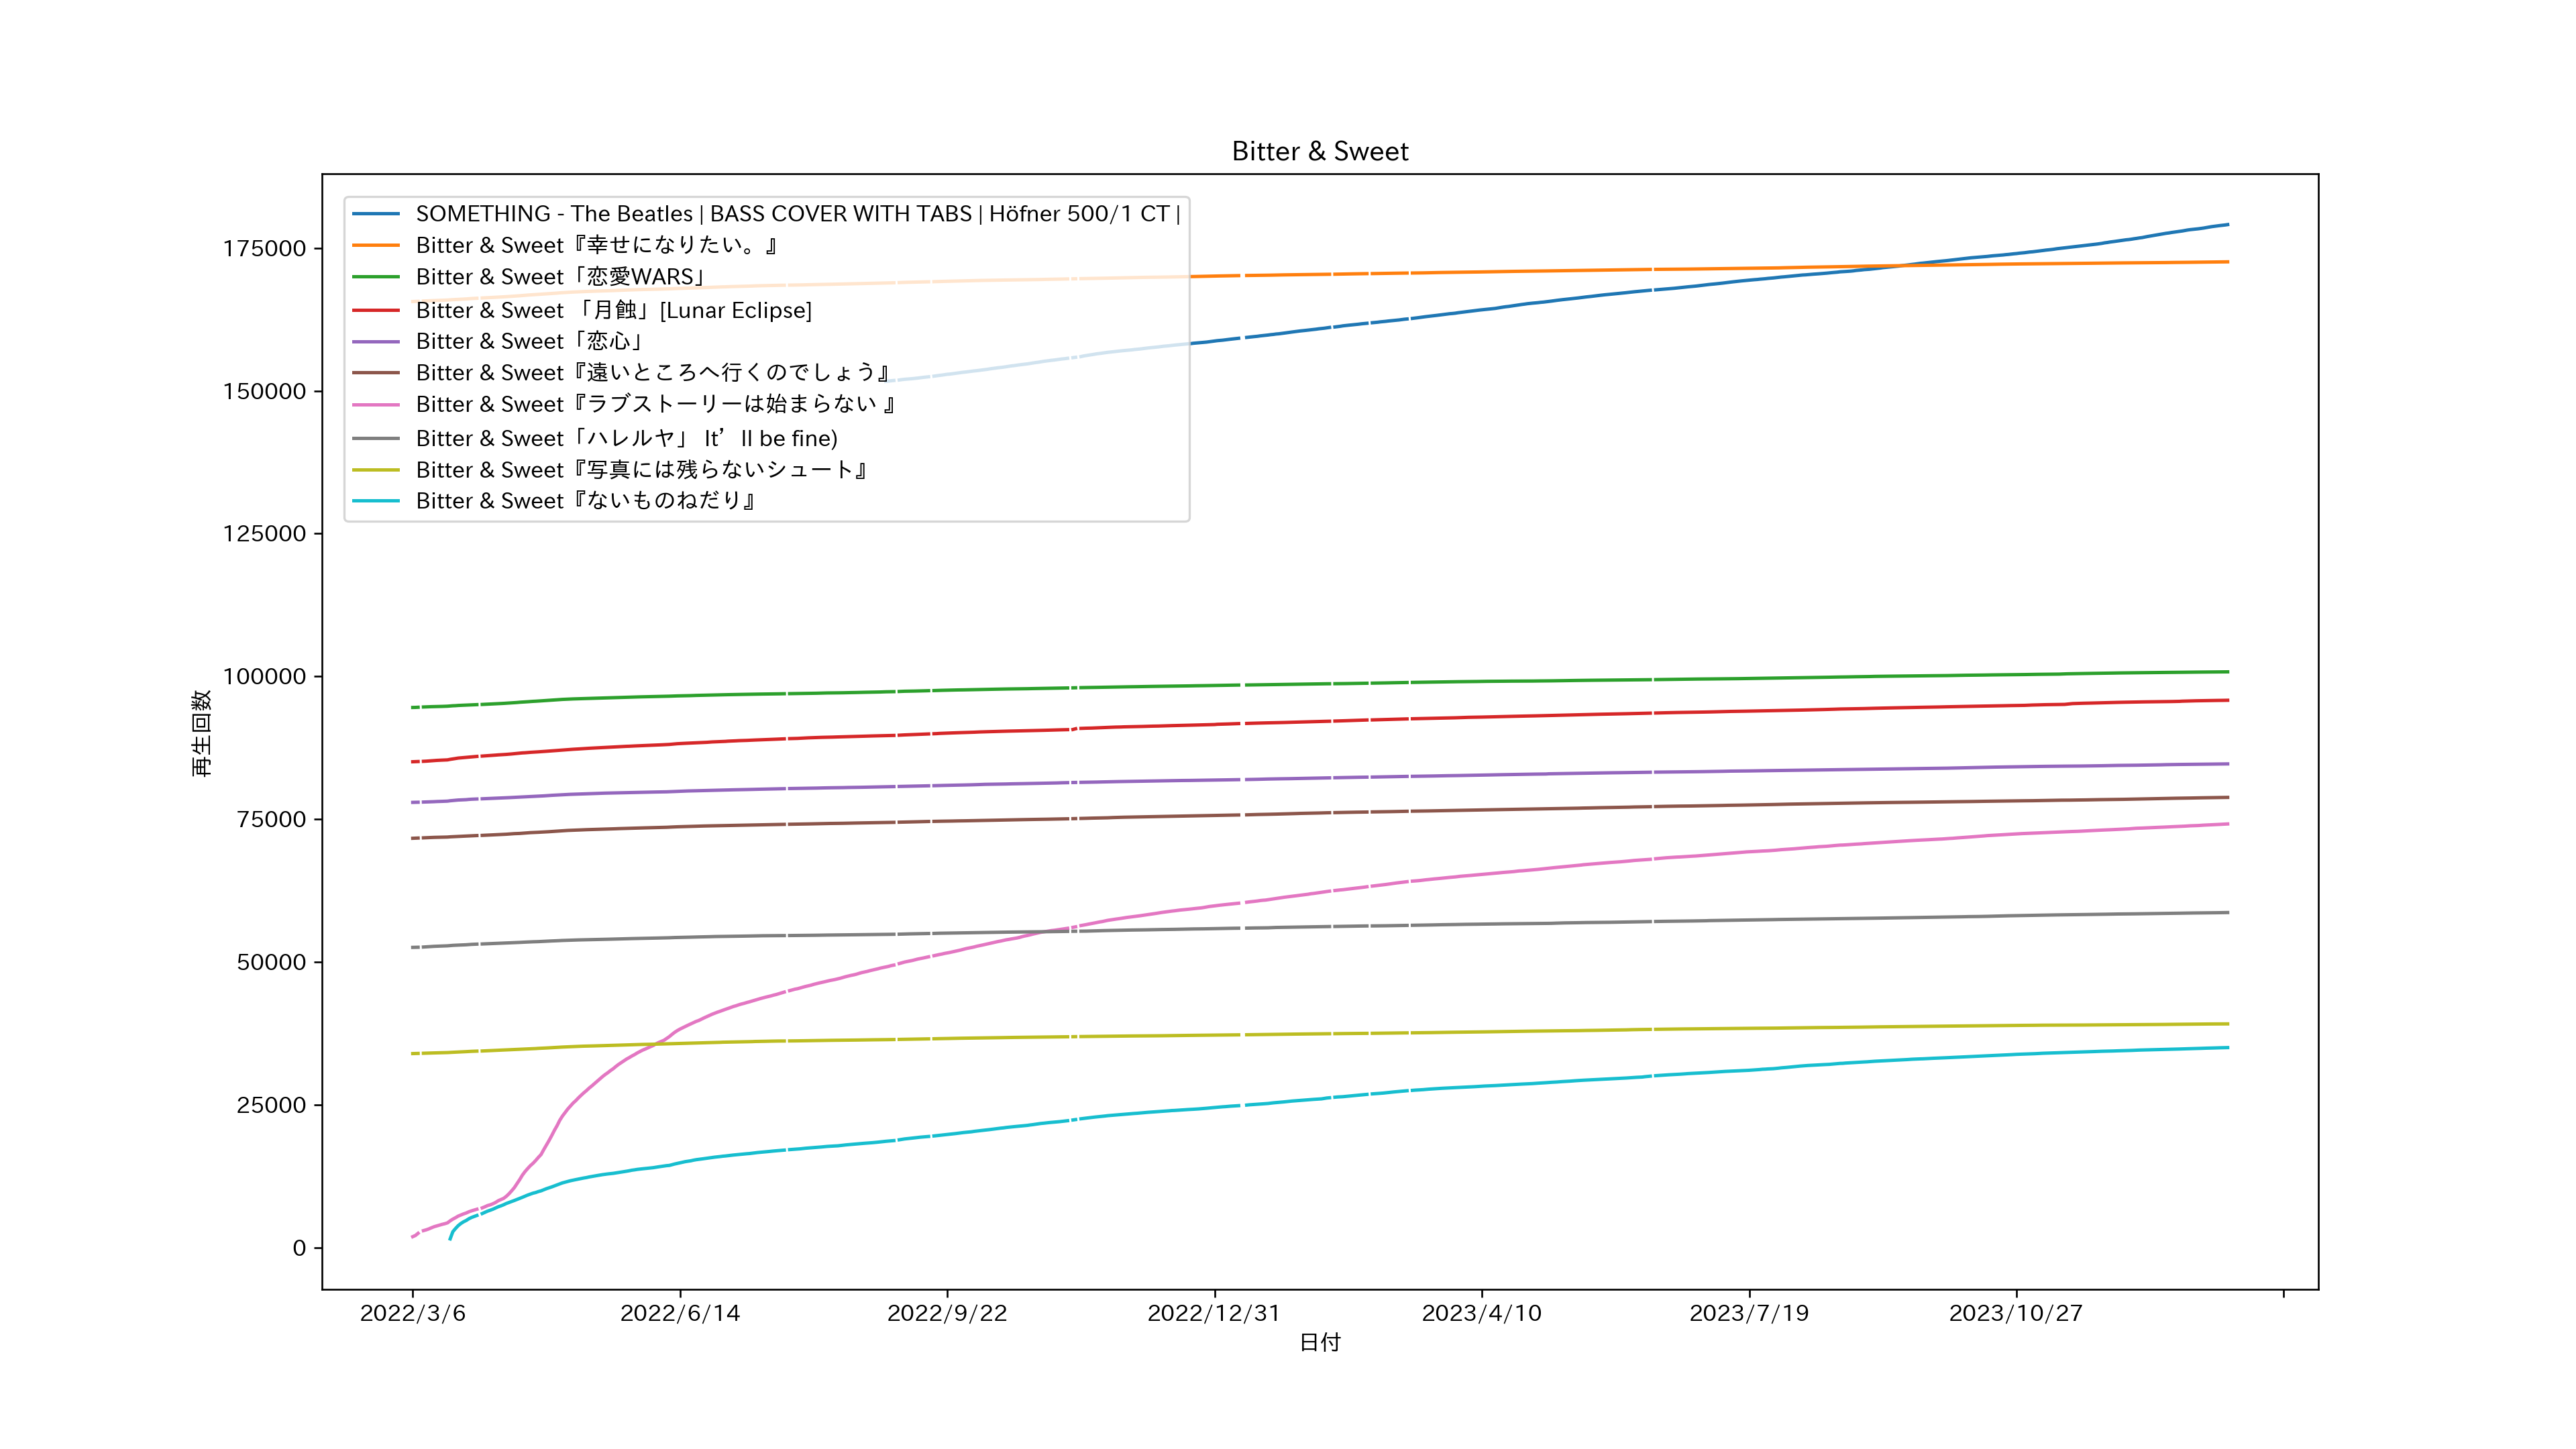 Bitter & Sweet
SOMETHING - The Beatles | BASS COVER WITH TABS | Höfner 500/1 CT |
Bitter & Sweet『幸せになりたい。』
Bitter & Sweet「恋愛WARS」
Bitter & Sweet 「月蝕」[Lunar Eclipse]
Bitter & Sweet「恋心」
Bitter & Sweet『遠いところへ行くのでしょう』
Bitter & Sweet『ラブストーリーは始まらない 』
Bitter & Sweet「ハレルヤ」 It’ll be fine)
Bitter & Sweet『写真には残らないシュート』
Bitter & Sweet『ないものねだり』
175000
150000
125000
100000
75000
50000
25000
0
再生回数
2022/3/6 2022/6/14 2022/9/22 2022/12/31 2023/4/10 2023/7/19 2023/10/27
日付